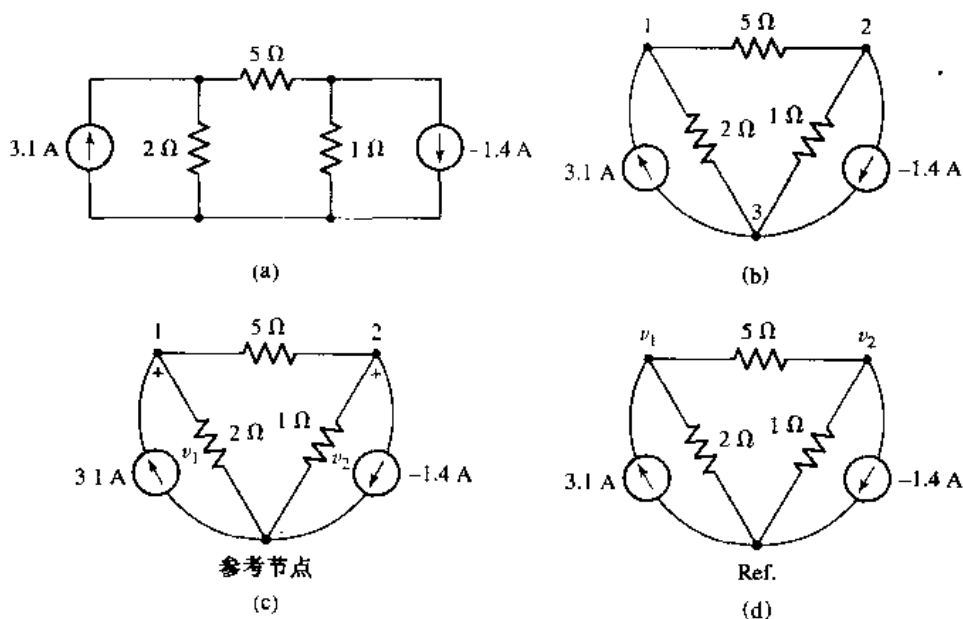 5 Ω
3.1 A
2 Ω
1 Ω
-1.4 A
(a)
1
5 Ω
2
2 Ω
1 Ω
3.1 A
-1.4 A
3
(b)
1
5 Ω
2
+
+
2 Ω
1 Ω
v₁
v₂
3 1 A
-1.4 A
参考节点
(c)
v₁
5 Ω
v₂
2 Ω
1 Ω
3.1 A
-1.4 A
Ref.
(d)